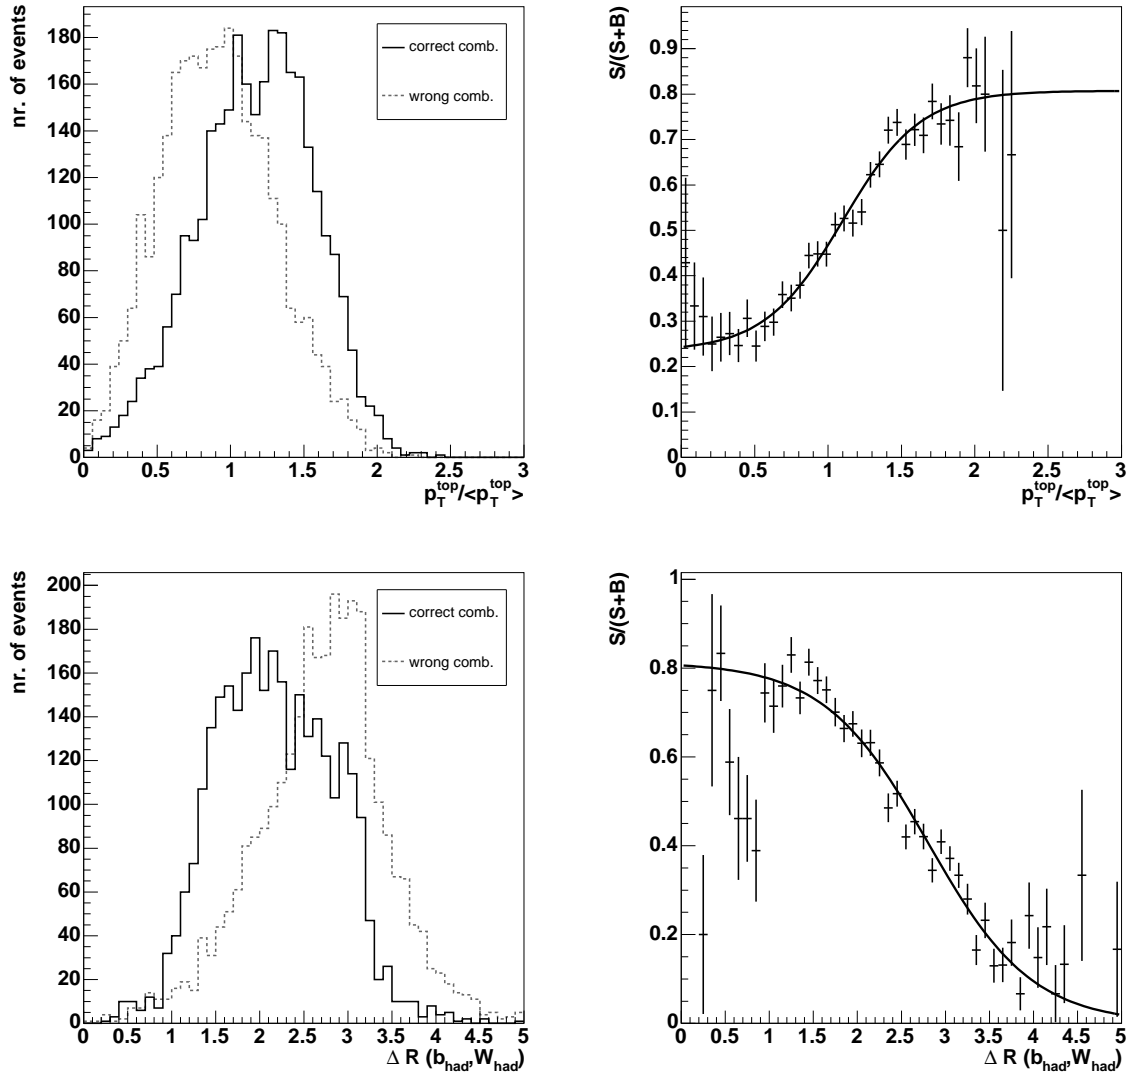 nr. of events
180
160
140
120
100
80
60
40
20
0
0 0.5 1 1.5 2 2.5 3
p_T^top/<p_T^top>
correct comb.
wrong comb.
S/(S+B)
0.9
0.8
0.7
0.6
0.5
0.4
0.3
0.2
0.1
0
0 0.5 1 1.5 2 2.5 3
p_T^top/<p_T^top>
nr. of events
200
180
160
140
120
100
80
60
40
20
0
0 0.5 1 1.5 2 2.5 3 3.5 4 4.5 5
Δ R (b_had,W_had)
correct comb.
wrong comb.
S/(S+B)
1
0.8
0.6
0.4
0.2
0
0 0.5 1 1.5 2 2.5 3 3.5 4 4.5 5
Δ R (b_had,W_had)